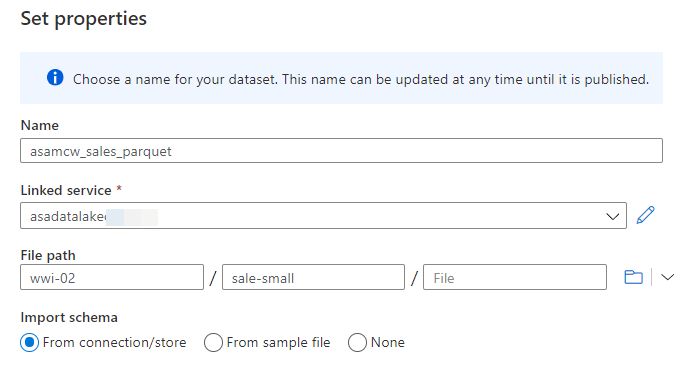 Set properties
Choose a name for your dataset. This name can be updated at any time until it is published.
Name
asamcw_sales_parquet
Linked service *
asadatalake
File path
wwi-02 / sale-small / File
Import schema
From connection/store From sample file None